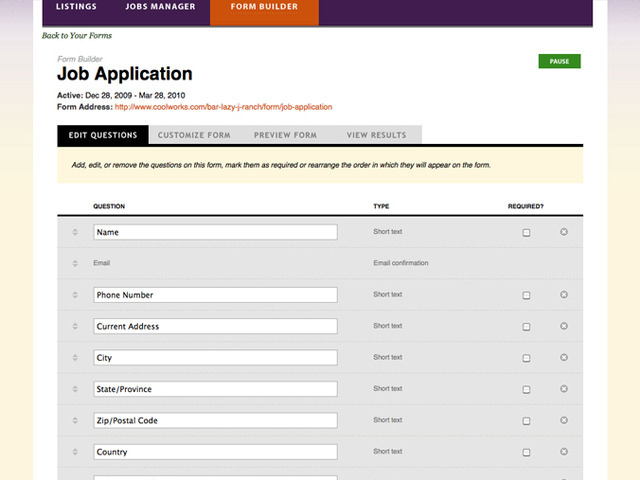 LISTINGS JOBS MANAGER FORM BUILDER
Back to Your Forms
Form Builder
Job Application
PAUSE
Active: Dec 28, 2009 - Mar 28, 2010
Form Address: http://www.coolworks.com/bar-lazy-j-ranch/form/job-application
EDIT QUESTIONS CUSTOMIZE FORM PREVIEW FORM VIEW RESULTS
Add, edit, or remove the questions on this form, mark them as required or rearrange the order in which they will appear on the form.
QUESTION TYPE REQUIRED?
Name Short text
Email Email confirmation
Phone Number Short text
Current Address Short text
City Short text
State/Province Short text
Zip/Postal Code Short text
Country Short text